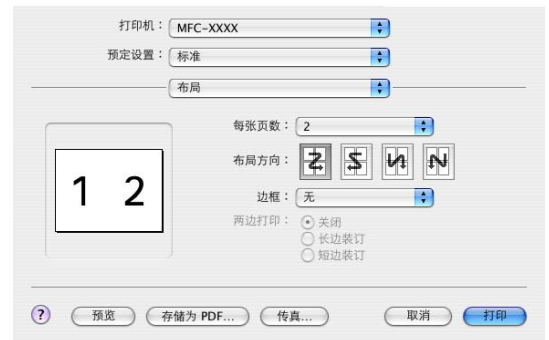 打印机： MFC-XXXX
预定设置： 标准
布局
每张页数： 2
布局方向：
1 2
边框： 无
两边打印： 关闭
长边装订
短边装订
? 预览 存储为 PDF... 传真... 取消 打印